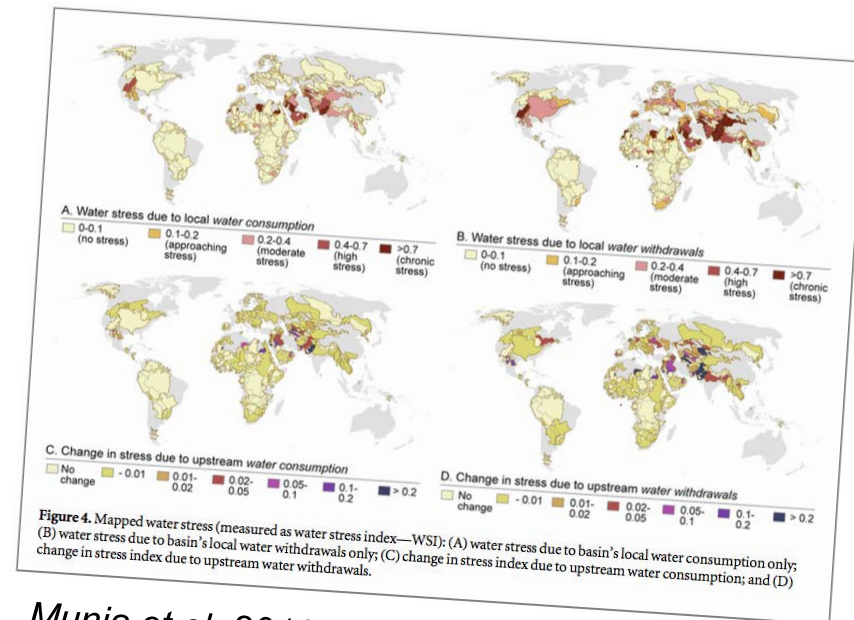 A. Water stress due to local water consumption
0-0.1 (no stress)
0.1-0.2 (approaching stress)
0.2-0.4 (moderate stress)
0.4-0.7 (high stress)
>0.7 (chronic stress)
B. Water stress due to local water withdrawals
0-0.1 (no stress)
0.1-0.2 (approaching stress)
0.2-0.4 (moderate stress)
0.4-0.7 (high stress)
>0.7 (chronic stress)
C. Change in stress due to upstream water consumption
No change
- 0.01
0.01-0.02
0.02-0.05
0.05-0.1
0.1-0.2
> 0.2
D. Change in stress due to upstream water withdrawals
No change
- 0.01
0.01-0.02
0.02-0.05
0.05-0.1
0.1-0.2
> 0.2
Figure 4. Mapped water stress (measured as water stress index—WSI): (A) water stress due to basin's local water consumption only;
(B) water stress due to basin's local water withdrawals only; (C) change in stress index due to upstream water consumption; and (D)
change in stress index due to upstream water withdrawals.
et al